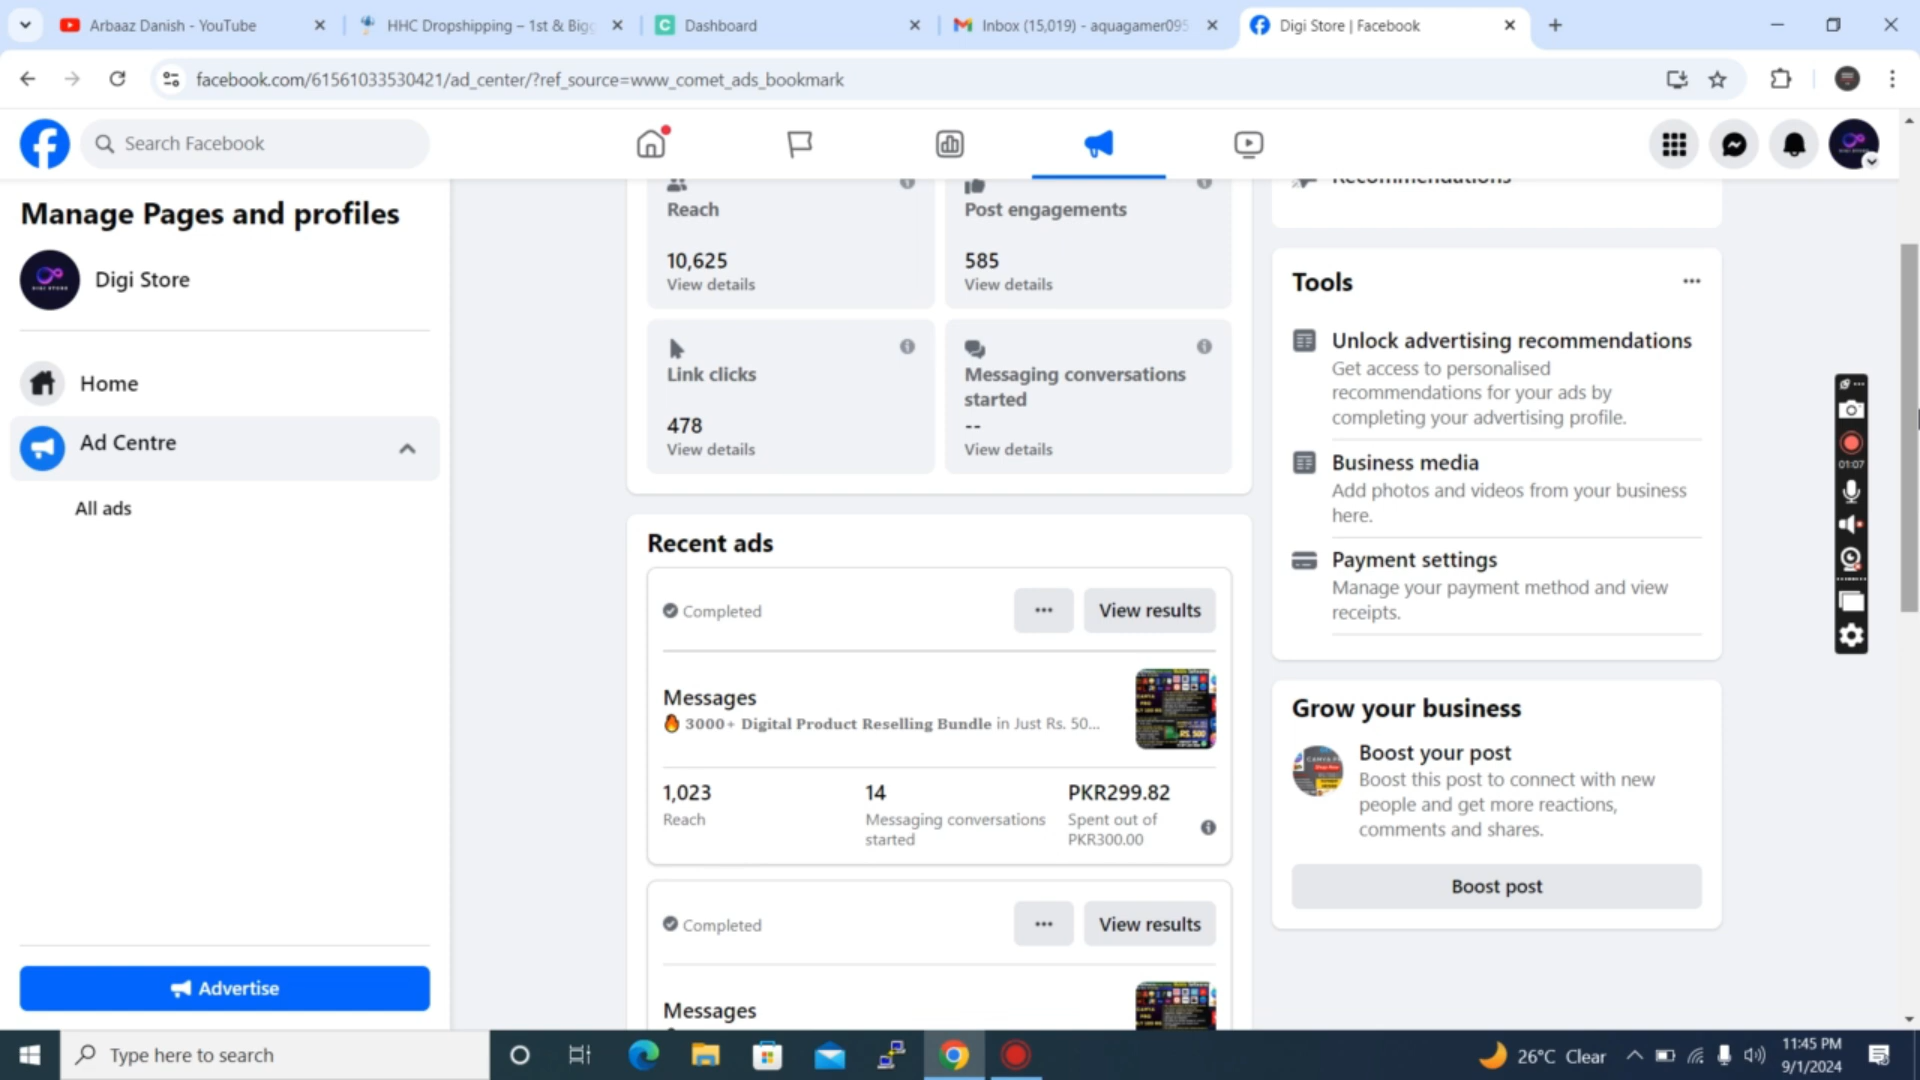 Arbaaz Danish - YouTube
HHC Dropshipping – 1st & Bigg
Dashboard
Inbox (15,019) - aquagamer095
Digi Store | Facebook
facebook.com/61561033530421/ad_center/?ref_source=www_comet_ads_bookmark
Search Facebook
Manage Pages and profiles
Digi Store
Home
Ad Centre
All ads
Advertise
Reach
10,625
View details
Post engagements
585
View details
Link clicks
478
View details
Messaging conversations
started
--
View details
Recent ads
Completed
View results
Messages
🔥 3000+ Digital Product Reselling Bundle in Just Rs. 50...
1,023
Reach
14
Messaging conversations
started
PKR299.82
Spent out of
PKR300.00
Completed
View results
Messages
Recommendations
Tools
Unlock advertising recommendations
Get access to personalised
recommendations for your ads by
completing your advertising profile.
Business media
Add photos and videos from your business
here.
Payment settings
Manage your payment method and view
receipts.
Grow your business
Boost your post
Boost this post to connect with new
people and get more reactions,
comments and shares.
Boost post
01:07
Type here to search
26°C Clear
11:45 PM
9/1/2024